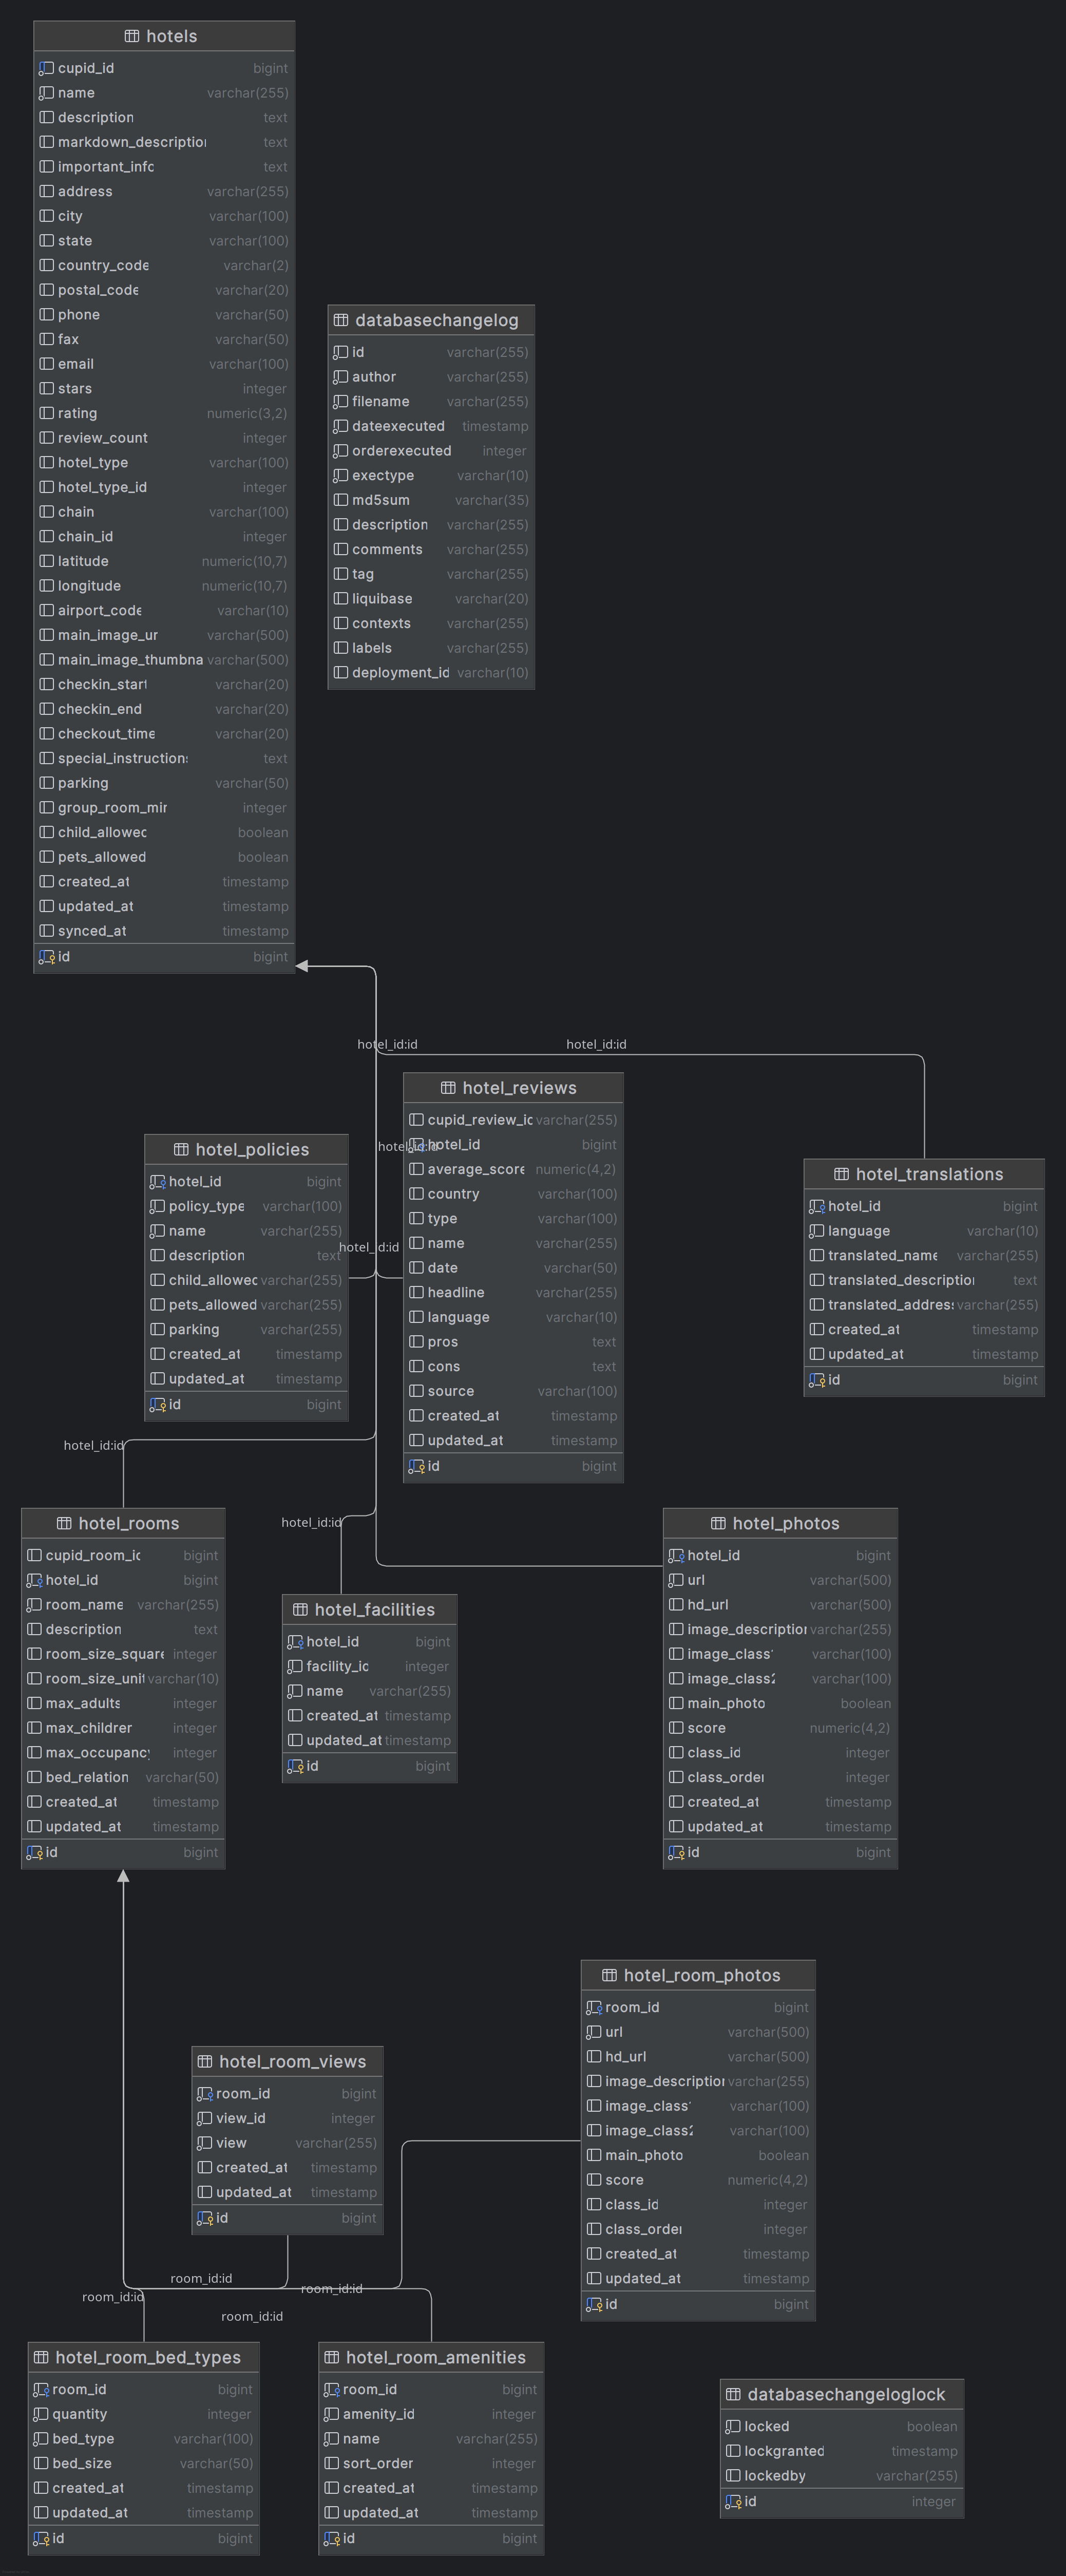 hotels
cupid_id bigint
name varchar(255)
description text
markdown_description text
important_info text
address varchar(255)
city varchar(100)
state varchar(100)
country_code varchar(2)
postal_code varchar(20)
phone varchar(50)
fax varchar(50)
email varchar(100)
stars integer
rating numeric(3,2)
review_count integer
hotel_type varchar(100)
hotel_type_id integer
chain varchar(100)
chain_id integer
latitude numeric(10,7)
longitude numeric(10,7)
airport_code varchar(10)
main_image_ur varchar(500)
main_image_thumbna varchar(500)
checkin_start varchar(20)
checkin_end varchar(20)
checkout_time varchar(20)
special_instructions text
parking varchar(50)
group_room_min integer
child_allowed boolean
pets_allowed boolean
created_at timestamp
updated_at timestamp
synced_at timestamp
id bigint
databasechangelog
id varchar(255)
author varchar(255)
filename varchar(255)
dateexecuted timestamp
orderexecuted integer
exectype varchar(10)
md5sum varchar(35)
description varchar(255)
comments varchar(255)
tag varchar(255)
liquibase varchar(20)
contexts varchar(255)
labels varchar(255)
deployment_id varchar(10)
hotel_id:id
hotel_id:id
hotel_reviews
cupid_review_id varchar(255)
hotel_id bigint
average_score numeric(4,2)
country varchar(100)
type varchar(100)
name varchar(255)
date varchar(50)
headline varchar(255)
language varchar(10)
pros text
cons text
source varchar(100)
created_at timestamp
updated_at timestamp
id bigint
hotel_id:id
hotel_policies
hotel_id bigint
policy_type varchar(100)
name varchar(255)
description text
child_allowed varchar(255)
pets_allowed varchar(255)
parking varchar(255)
created_at timestamp
updated_at timestamp
id bigint
hotel_id:id
hotel_translations
hotel_id bigint
language varchar(10)
translated_name varchar(255)
translated_description text
translated_address varchar(255)
created_at timestamp
updated_at timestamp
id bigint
hotel_id:id
hotel_rooms
cupid_room_id bigint
hotel_id bigint
room_name varchar(255)
description text
room_size_square integer
room_size_unit varchar(10)
max_adults integer
max_children integer
max_occupancy integer
bed_relation varchar(50)
created_at timestamp
updated_at timestamp
id bigint
hotel_id:id
hotel_facilities
hotel_id bigint
facility_id integer
name varchar(255)
created_at timestamp
updated_at timestamp
id bigint
hotel_photos
hotel_id bigint
url varchar(500)
hd_url varchar(500)
image_description varchar(255)
image_class1 varchar(100)
image_class2 varchar(100)
main_photo boolean
score numeric(4,2)
class_id integer
class_order integer
created_at timestamp
updated_at timestamp
id bigint
hotel_room_photos
room_id bigint
url varchar(500)
hd_url varchar(500)
image_description varchar(255)
image_class1 varchar(100)
image_class2 varchar(100)
main_photo boolean
score numeric(4,2)
class_id integer
class_order integer
created_at timestamp
updated_at timestamp
id bigint
hotel_room_views
room_id bigint
view_id integer
view varchar(255)
created_at timestamp
updated_at timestamp
id bigint
room_id:id
room_id:id
room_id:id
room_id:id
hotel_room_bed_types
room_id bigint
quantity integer
bed_type varchar(100)
bed_size varchar(50)
created_at timestamp
updated_at timestamp
id bigint
hotel_room_amenities
room_id bigint
amenity_id integer
name varchar(255)
sort_order integer
created_at timestamp
updated_at timestamp
id bigint
databasechangeloglock
locked boolean
lockgranted timestamp
lockedby varchar(255)
id integer